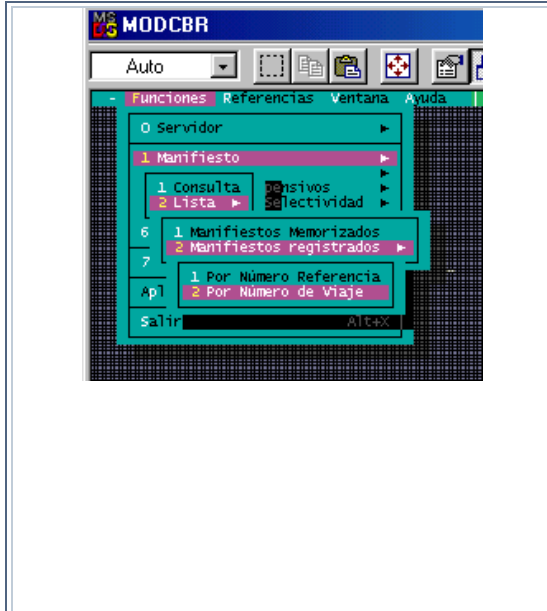 MODCBR
Auto
- Funciones Referencias Ventana Ayuda
0 Servidor
1 Manifiesto
1 Consulta pensivos
2 Lista Selectividad
6 1 Manifiestos Memorizados
2 Manifiestos registrados
7
1 Por Número Referencia
Apl 2 Por Número de Viaje
Salir Alt+X